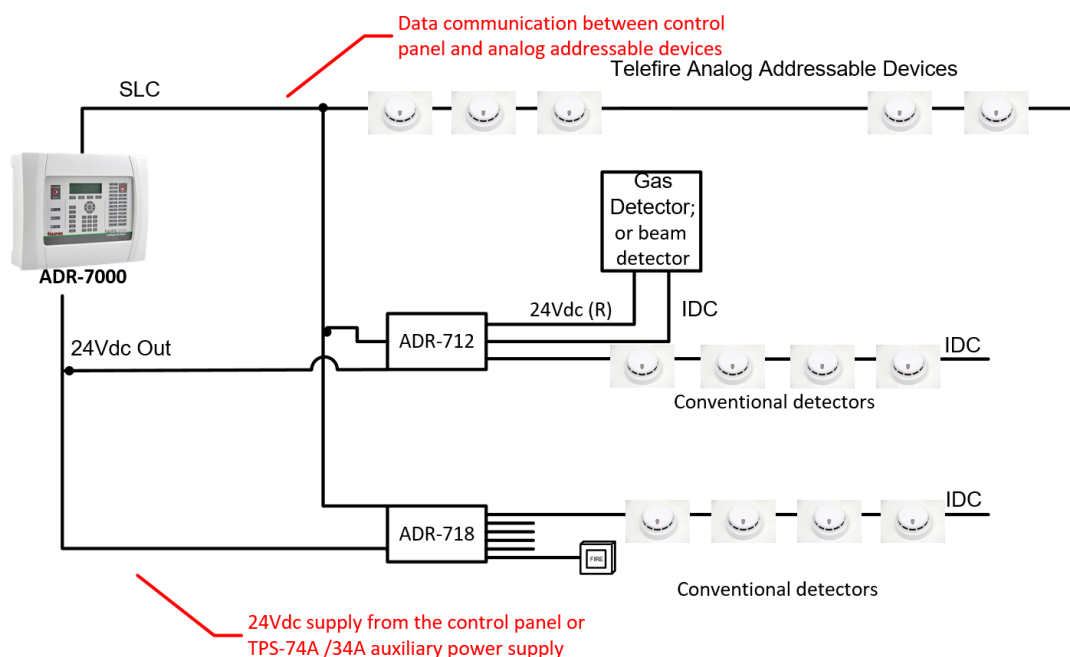 Data communication between control
panel and analog addressable devices
Telefire Analog Addressable Devices
SLC
Gas
Detector;
or beam
detector
ADR-7000
24Vdc (R)
IDC
ADR-712
24Vdc Out
IDC
Conventional detectors
IDC
ADR-718
FIRE
Conventional detectors
24Vdc supply from the control panel or
TPS-74A /34A auxiliary power supply